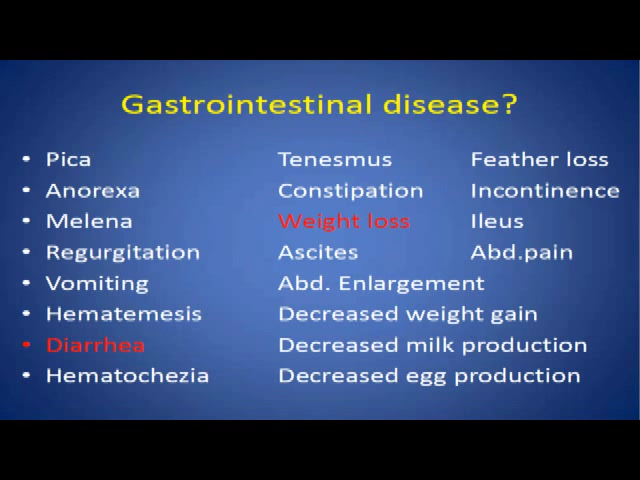 Gastrointestinal disease?
• Pica Tenesmus Feather loss
• Anorexa Constipation Incontinence
• Melena Weight loss Ileus
• Regurgitation Ascites Abd.pain
• Vomiting Abd. Enlargement
• Hematemesis Decreased weight gain
• Diarrhea Decreased milk production
• Hematochezia Decreased egg production